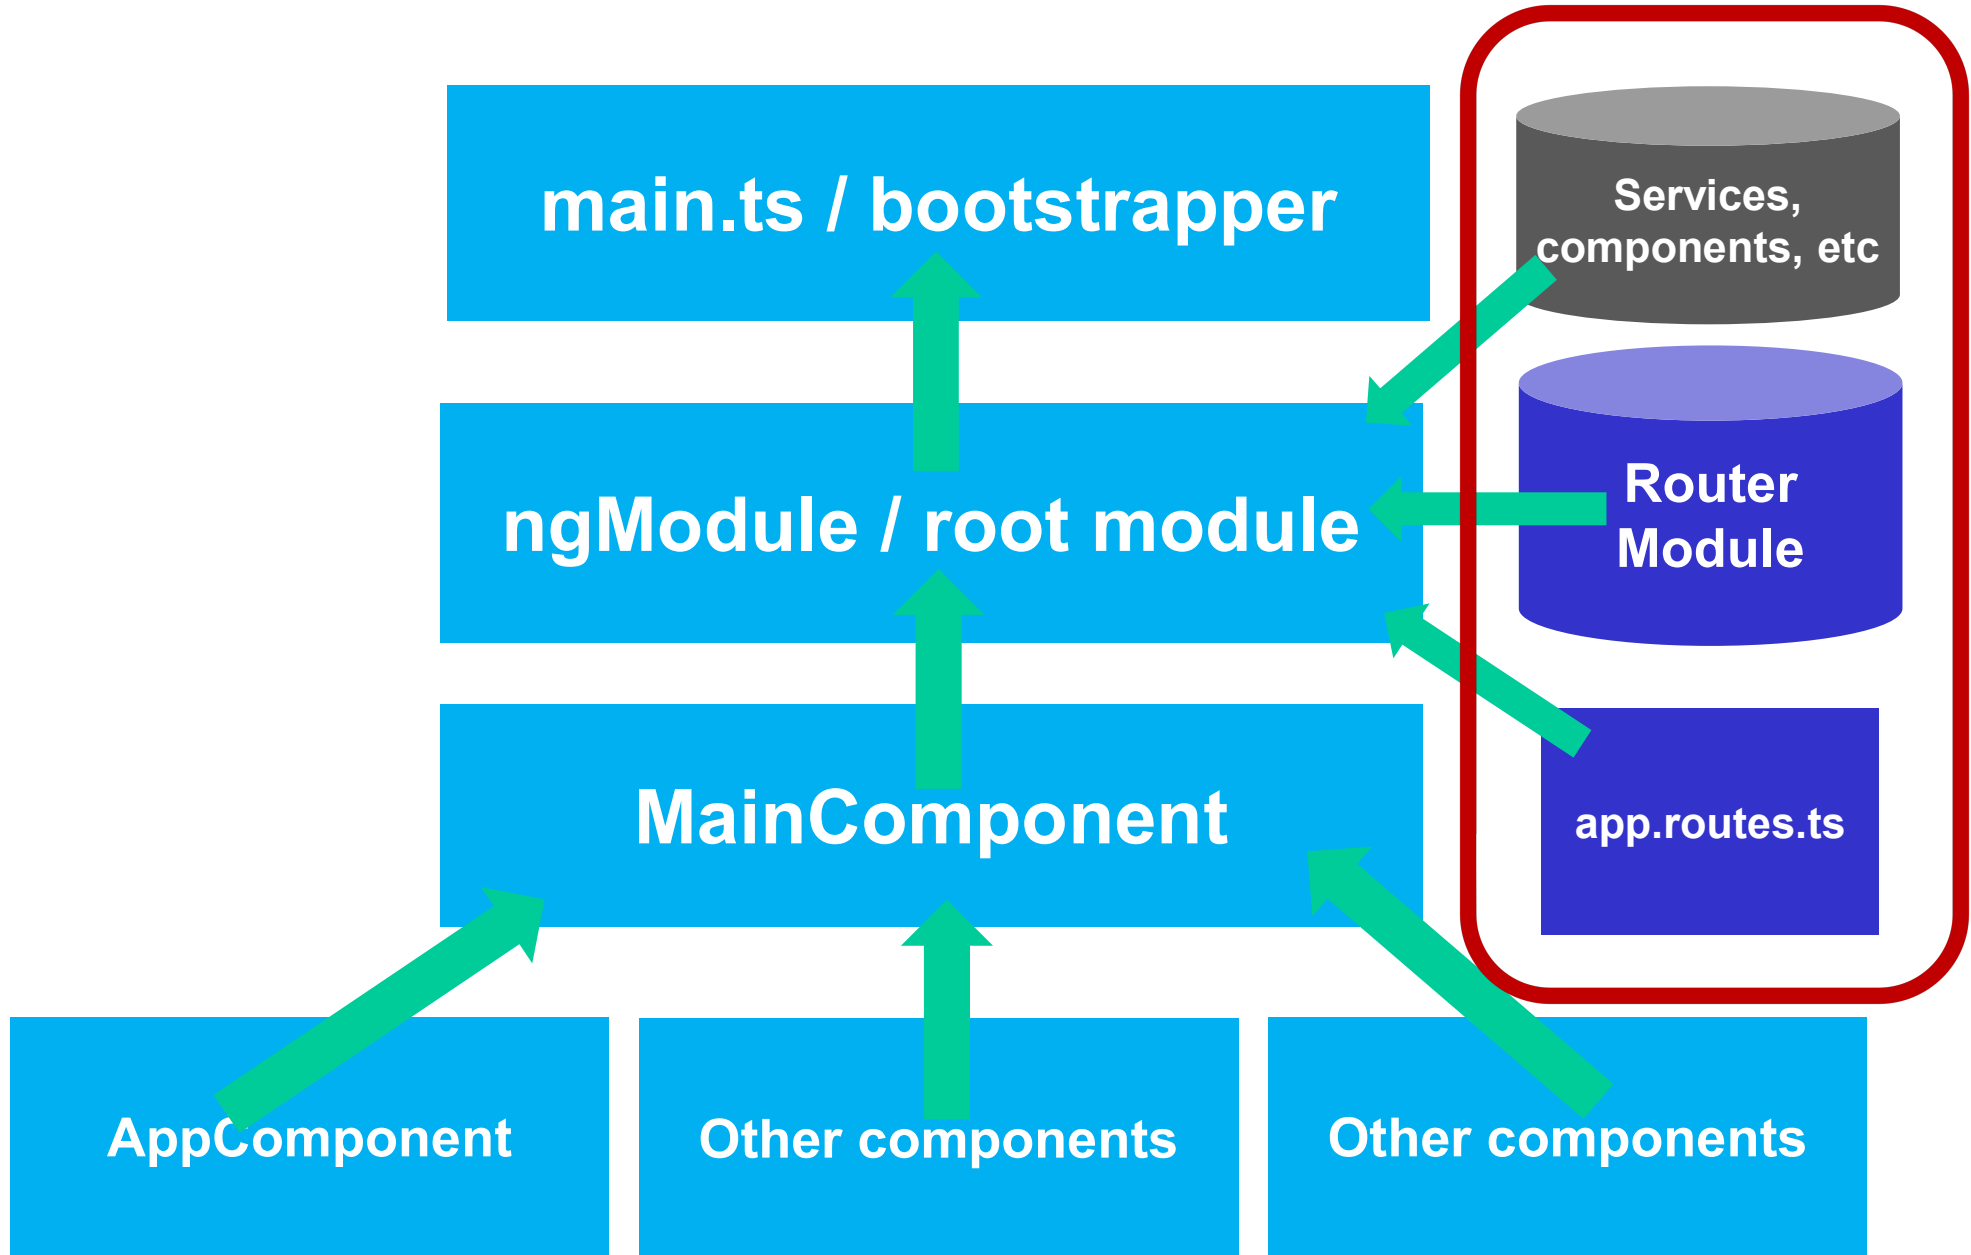 main.ts / bootstrapper
Services,
components, etc
ngModule / root module
Router
Module
MainComponent
app.routes.ts
AppComponent
Other components
Other components